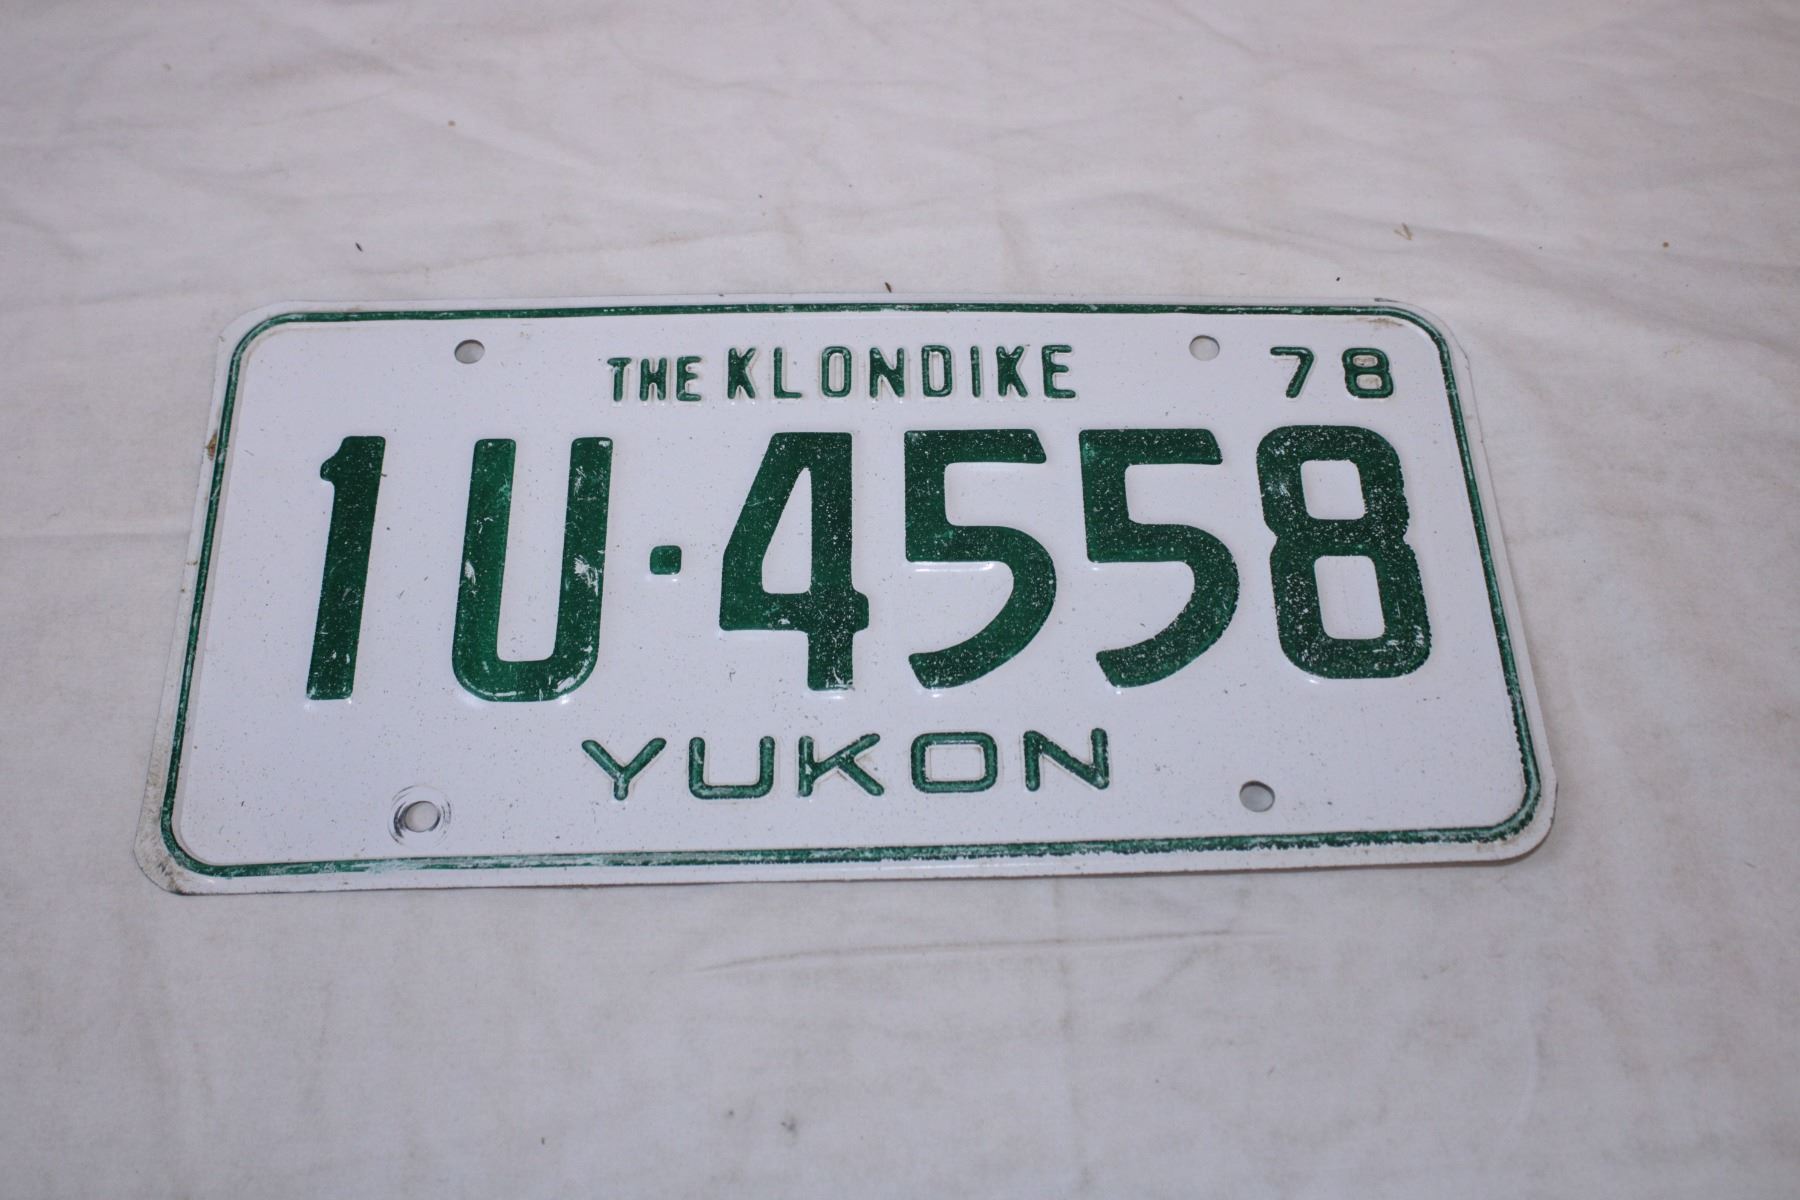 THE KLONDIKE 78
1U·4558
YUKON